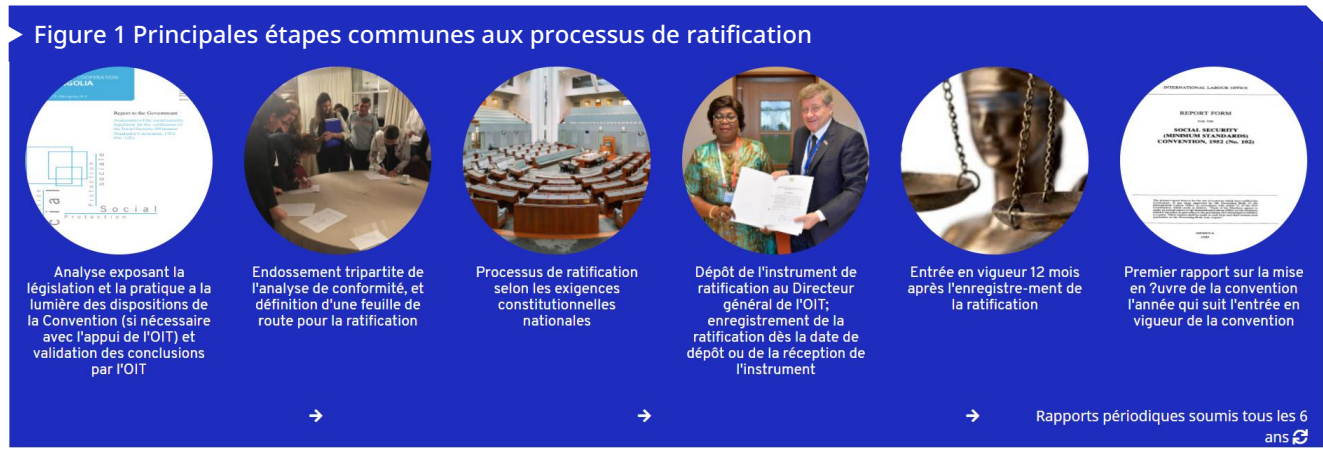 Figure 1 Principales étapes communes aux processus de ratification
GOLIA
Report to the Government
Social
Protection
INTERNATIONAL LABOUR OFFICE
REPORT FORM
FOR THE
SOCIAL SECURITY
(MINIMUM STANDARDS)
CONVENTION, 1952 (No. 102)
GENEVA
Analyse exposant la
législation et la pratique a la
lumière des dispositions de
la Convention (si nécessaire
avec l'appui de l'OIT) et
validation des conclusions
par l'OIT
Endossement tripartite de
l'analyse de conformité, et
définition d'une feuille de
route pour la ratification
Processus de ratification
selon les exigences
constitutionnelles
nationales
Dépôt de l'instrument de
ratification au Directeur
général de l'OIT;
enregistrement de la
ratification dès la date de
dépôt ou de la réception de
l'instrument
Entrée en vigueur 12 mois
après l'enregistre-ment de
la ratification
Premier rapport sur la mise
en ?uvre de la convention
l'année qui suit l'entrée en
vigueur de la convention
Rapports périodiques soumis tous les 6
ans